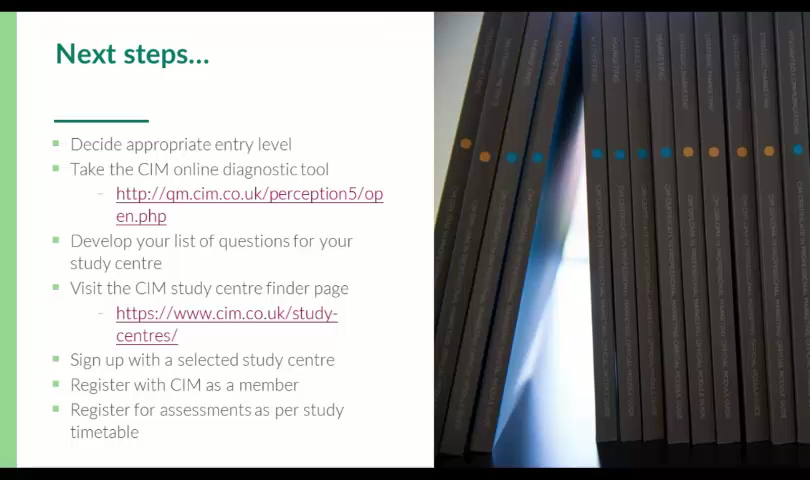 Next steps...
Decide appropriate entry level
Take the CIM online diagnostic tool
http://qm.cim.co.uk/perception5/op
en.php
Develop your list of questions for your
study centre
Visit the CIM study centre finder page
https://www.cim.co.uk/study-
centres/
Sign up with a selected study centre
Register with CIM as a member
Register for assessments as per study
timetable